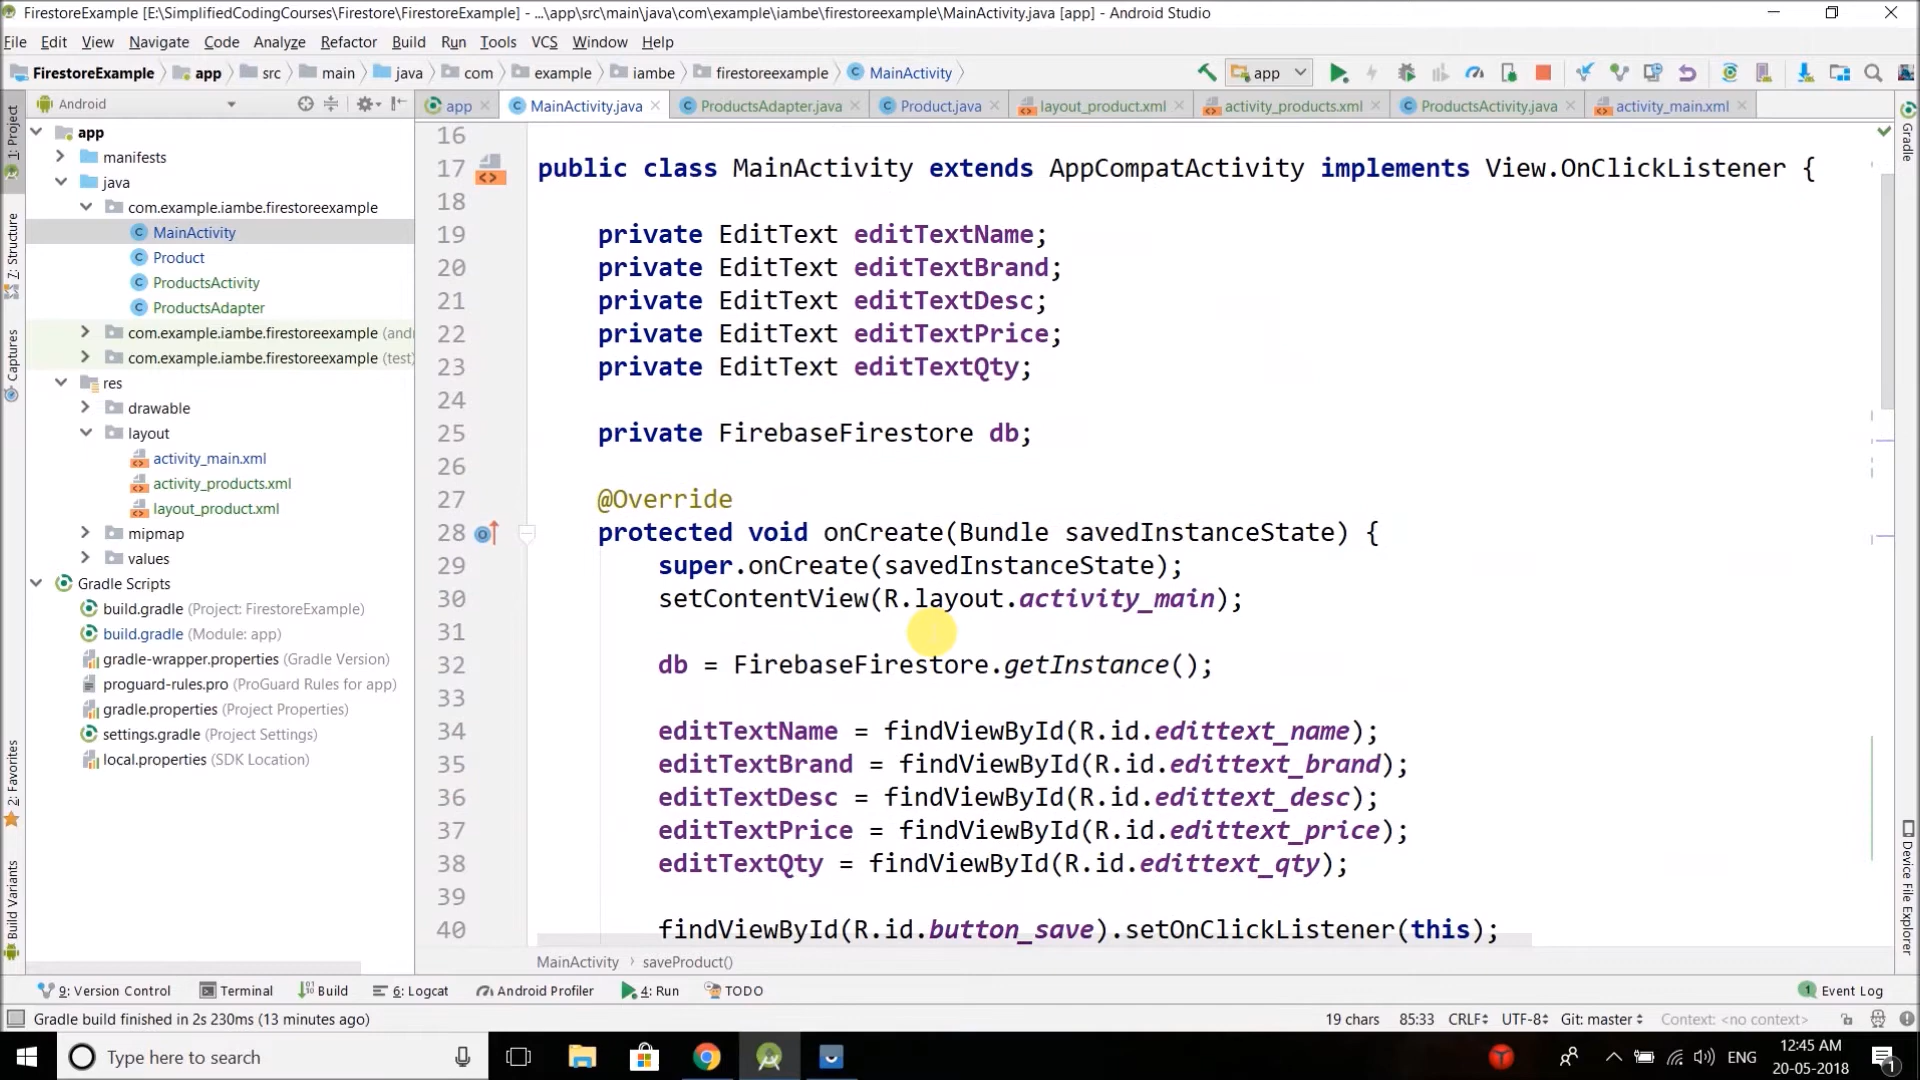 FirestoreExample [E:\SimplifiedCodingCourses\Firestore\FirestoreExample] - ...\app\src\main\java\com\example\iambe\firestoreexample\MainActivity.java [app] - Android Studio
File Edit View Navigate Code Analyze Refactor Build Run Tools VCS Window Help
FirestoreExample app src main java com example iambe firestoreexample MainActivity app
Android app MainActivity.java ProductsAdapter.java Product.java layout_product.xml activity_products.xml ProductsActivity.java activity_main.xml
1: Project
7: Structure
Captures
2: Favorites
Build Variants
app
manifests
java
com.example.iambe.firestoreexample
MainActivity
Product
ProductsActivity
ProductsAdapter
com.example.iambe.firestoreexample (and
com.example.iambe.firestoreexample (test)
res
drawable
layout
activity_main.xml
activity_products.xml
layout_product.xml
mipmap
values
Gradle Scripts
build.gradle (Project: FirestoreExample)
build.gradle (Module: app)
gradle-wrapper.properties (Gradle Version)
proguard-rules.pro (ProGuard Rules for app)
gradle.properties (Project Properties)
settings.gradle (Project Settings)
local.properties (SDK Location)
16
17 public class MainActivity extends AppCompatActivity implements View.OnClickListener {
18
19 private EditText editTextName;
20 private EditText editTextBrand;
21 private EditText editTextDesc;
22 private EditText editTextPrice;
23 private EditText editTextQty;
24
25 private FirebaseFirestore db;
26
27 @Override
28 protected void onCreate(Bundle savedInstanceState) {
29 super.onCreate(savedInstanceState);
30 setContentView(R.layout.activity_main);
31
32 db = FirebaseFirestore.getInstance();
33
34 editTextName = findViewById(R.id.edittext_name);
35 editTextBrand = findViewById(R.id.edittext_brand);
36 editTextDesc = findViewById(R.id.edittext_desc);
37 editTextPrice = findViewById(R.id.edittext_price);
38 editTextQty = findViewById(R.id.edittext_qty);
39
40 findViewById(R.id.button_save).setOnClickListener(this);
MainActivity saveProduct()
Gradle
Device File Explorer
9: Version Control Terminal Build 6: Logcat Android Profiler 4: Run TODO 1 Event Log
Gradle build finished in 2s 230ms (13 minutes ago) 19 chars 85:33 CRLF UTF-8 Git: master Context: <no context>
Type here to search ENG 12:45 AM
20-05-2018 1